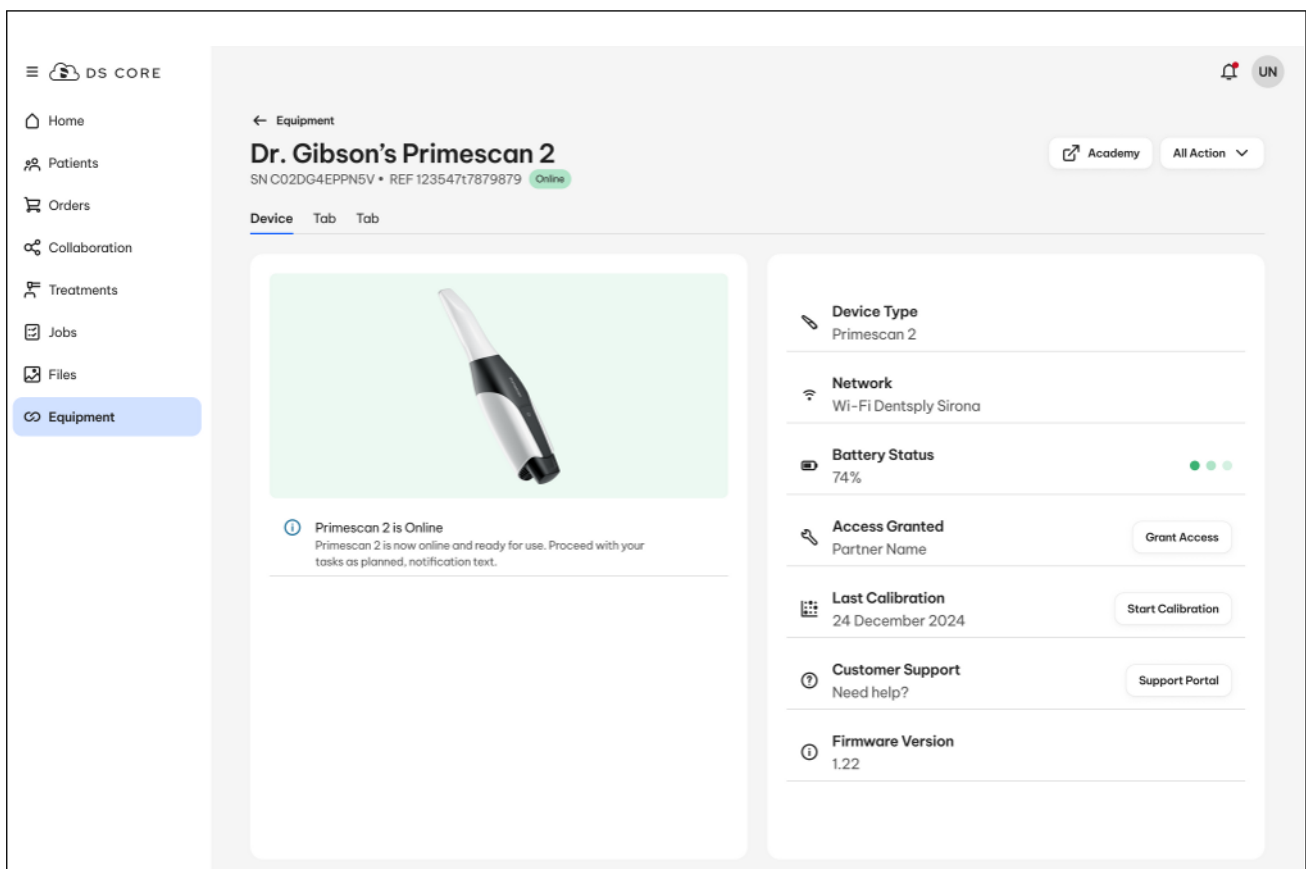 DS CORE
UN
Home
Patients
Orders
Collaboration
Treatments
Jobs
Files
Equipment
← Equipment
Dr. Gibson’s Primescan 2
SN C02DG4EPPN5V • REF 123547t7879879 Online
Academy
All Action
Device Tab Tab
Primescan 2 is Online
Primescan 2 is now online and ready for use. Proceed with your
tasks as planned, notification text.
Device Type
Primescan 2
Network
Wi-Fi Dentsply Sirona
Battery Status
74%
Access Granted
Partner Name
Grant Access
Last Calibration
24 December 2024
Start Calibration
Customer Support
Need help?
Support Portal
Firmware Version
1.22